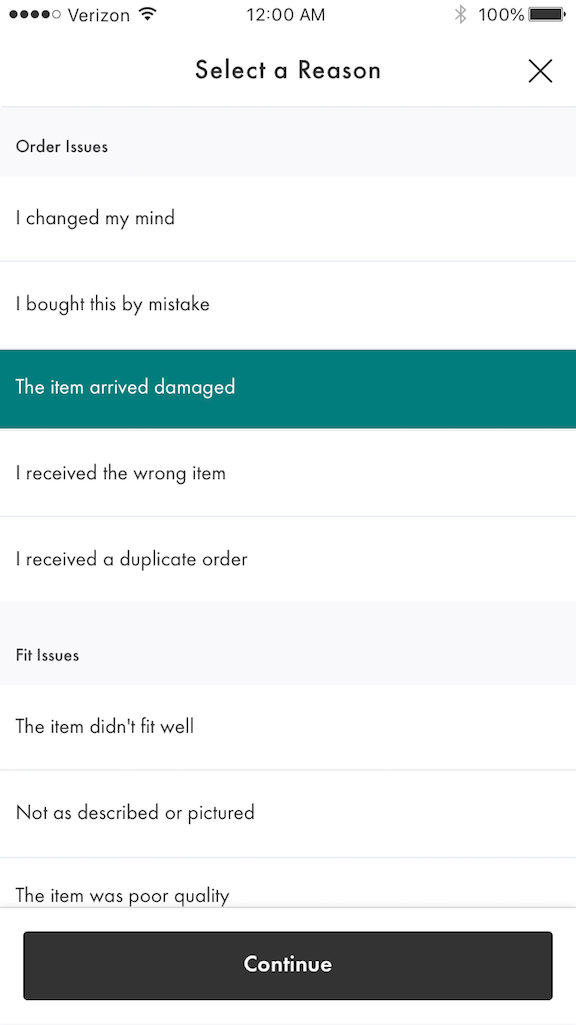 Verizon 12:00 AM 100%
Select a Reason
Order Issues
I changed my mind
I bought this by mistake
The item arrived damaged
I received the wrong item
I received a duplicate order
Fit Issues
The item didn't fit well
Not as described or pictured
The item was poor quality
Continue